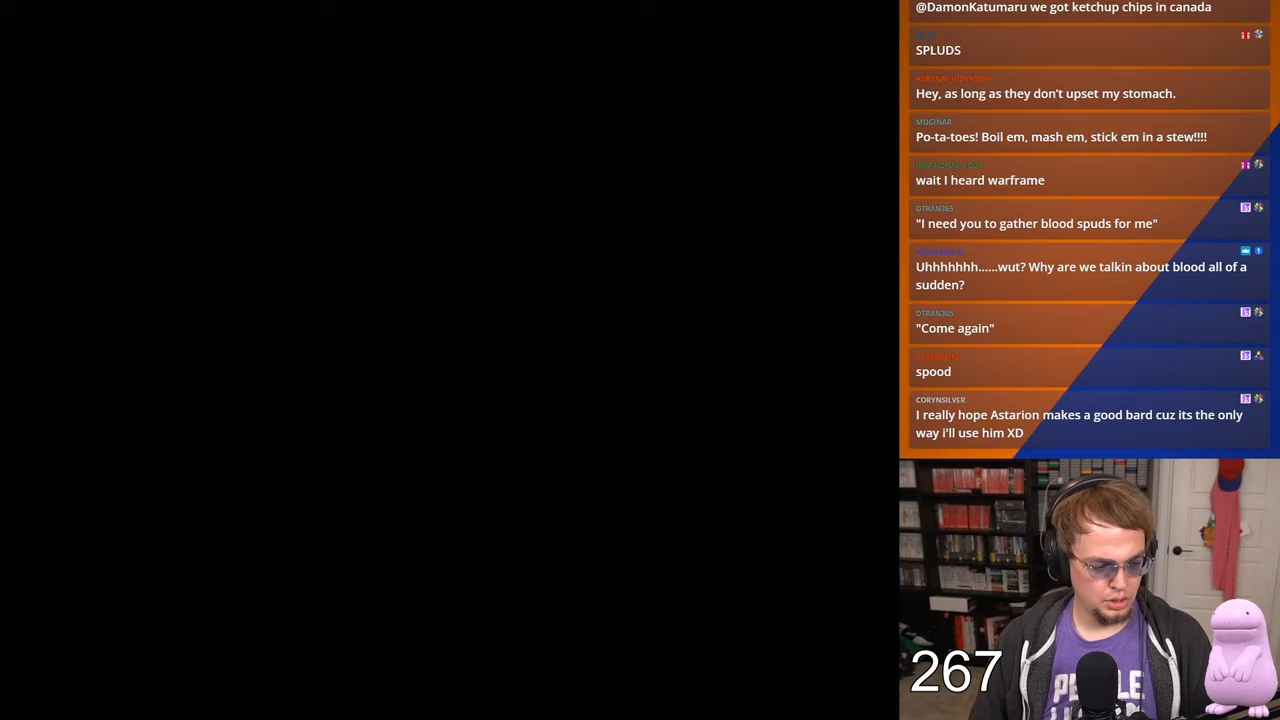 @DamonKatumaru we got ketchup chips in canada
SPLUDS
KURENAI_HIDEYOSHI
Hey, as long as they don't upset my stomach.
MOGINAR
Po-ta-toes! Boil em, mash em, stick em in a stew!!!!
wait I heard warframe
DTRAN365
"I need you to gather blood spuds for me"
Uhhhhhhh......wut? Why are we talkin about blood all of a
sudden?
DTRAN365
"Come again"
spood
CORYNSILVER
I really hope Astarion makes a good bard cuz its the only
way i'll use him XD
267